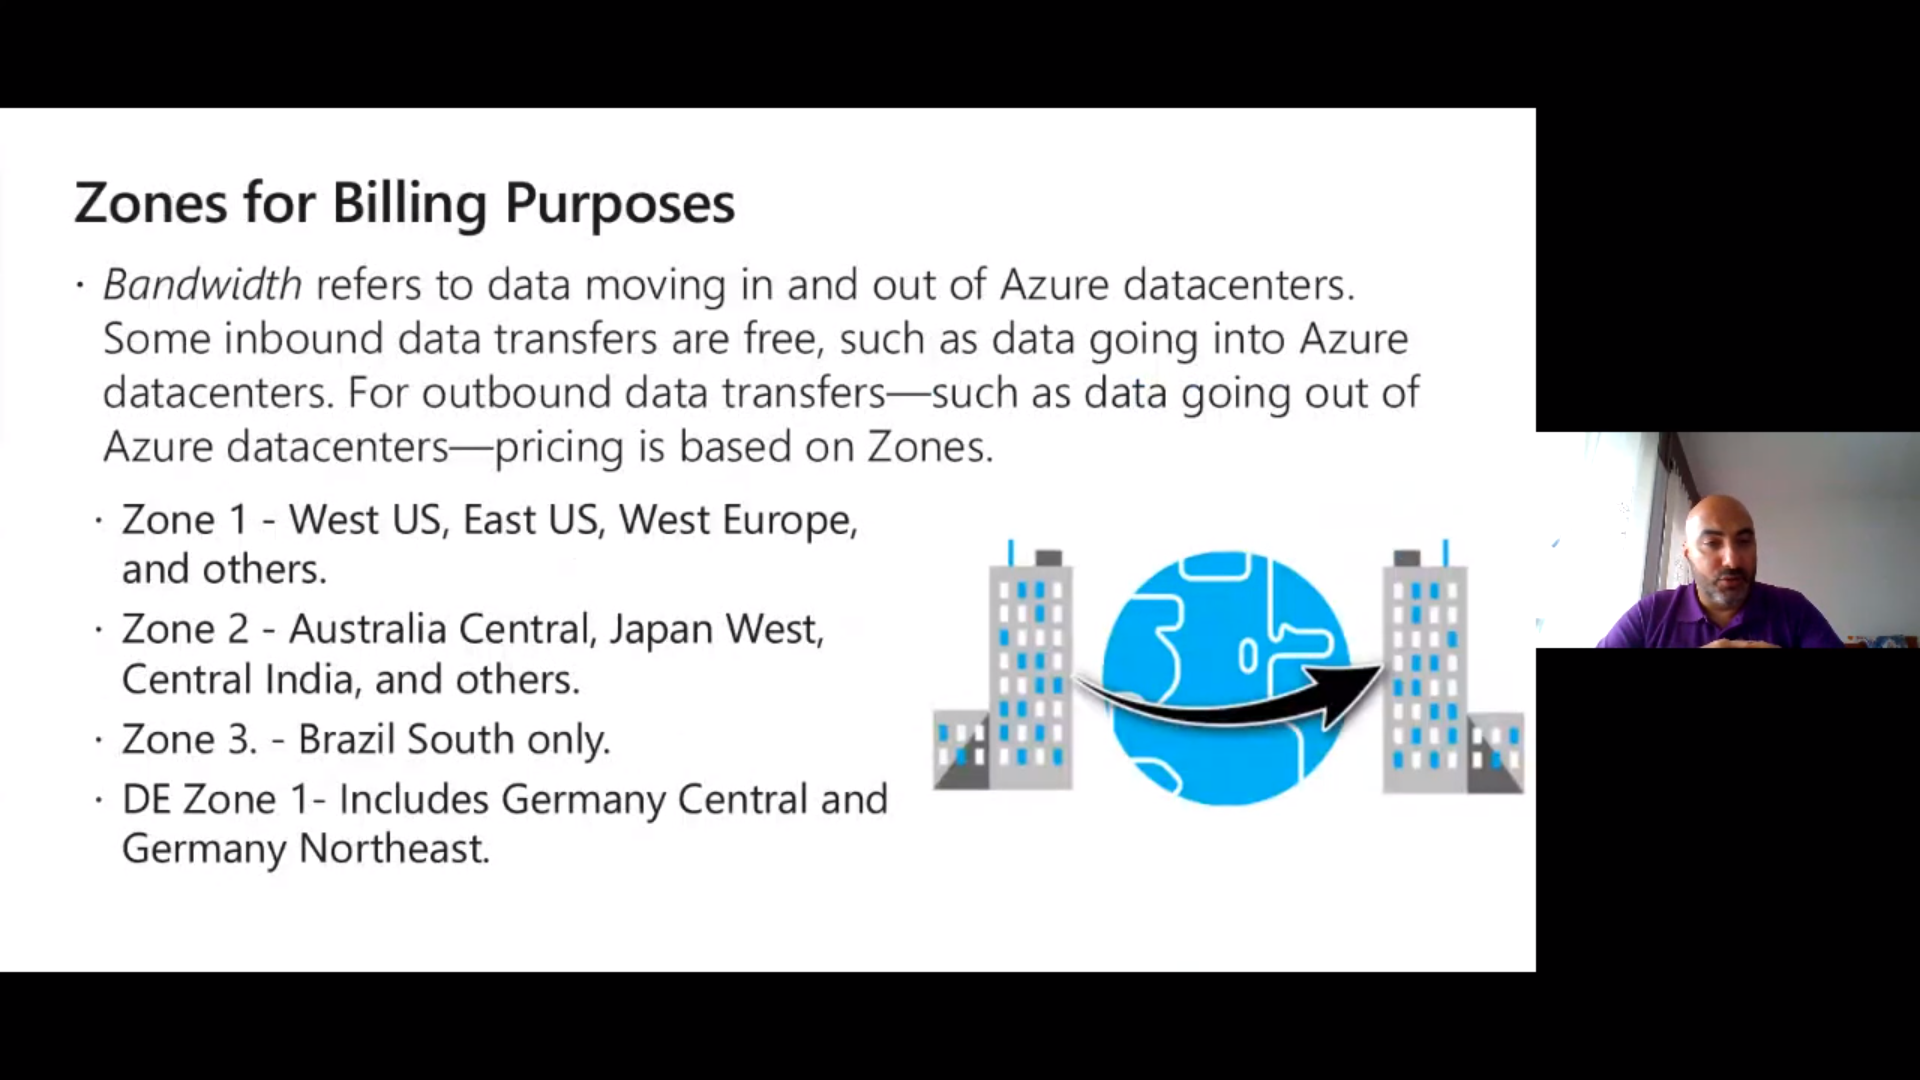 Zones for Billing Purposes
· Bandwidth refers to data moving in and out of Azure datacenters.
Some inbound data transfers are free, such as data going into Azure
datacenters. For outbound data transfers—such as data going out of
Azure datacenters—pricing is based on Zones.
· Zone 1 - West US, East US, West Europe,
and others.
· Zone 2 - Australia Central, Japan West,
Central India, and others.
· Zone 3. - Brazil South only.
· DE Zone 1- Includes Germany Central and
Germany Northeast.